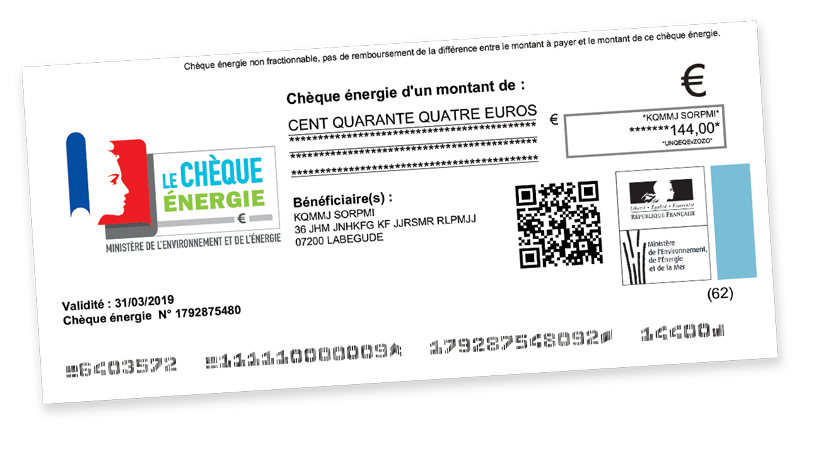 Chèque énergie non fractionnable, pas de remboursement de la différence entre le montant à payer et le montant de ce chèque énergie.
Chèque énergie d'un montant de :
€
CENT QUARANTE QUATRE EUROS
€
*KQMMJ SORPMI*
*******144,00*
*UNQEQEvZOZO*
LE CHÈQUE
ÉNERGIE
€
MINISTÈRE DE L'ENVIRONNEMENT ET DE L'ÉNERGIE
Bénéficiaire(s) :
KQMMJ SORPMI
36 JHM JNHKFG KF JJRSMR RLPMJJ
07200 LABEGUDE
Liberté • Égalité • Fraternité
RÉPUBLIQUE FRANÇAISE
Ministère
de l'Environnement,
de l'Énergie
et de la Mer
(62)
Validité : 31/03/2019
Chèque énergie N° 1792875480
6403572 111110000009 179287548092 14400